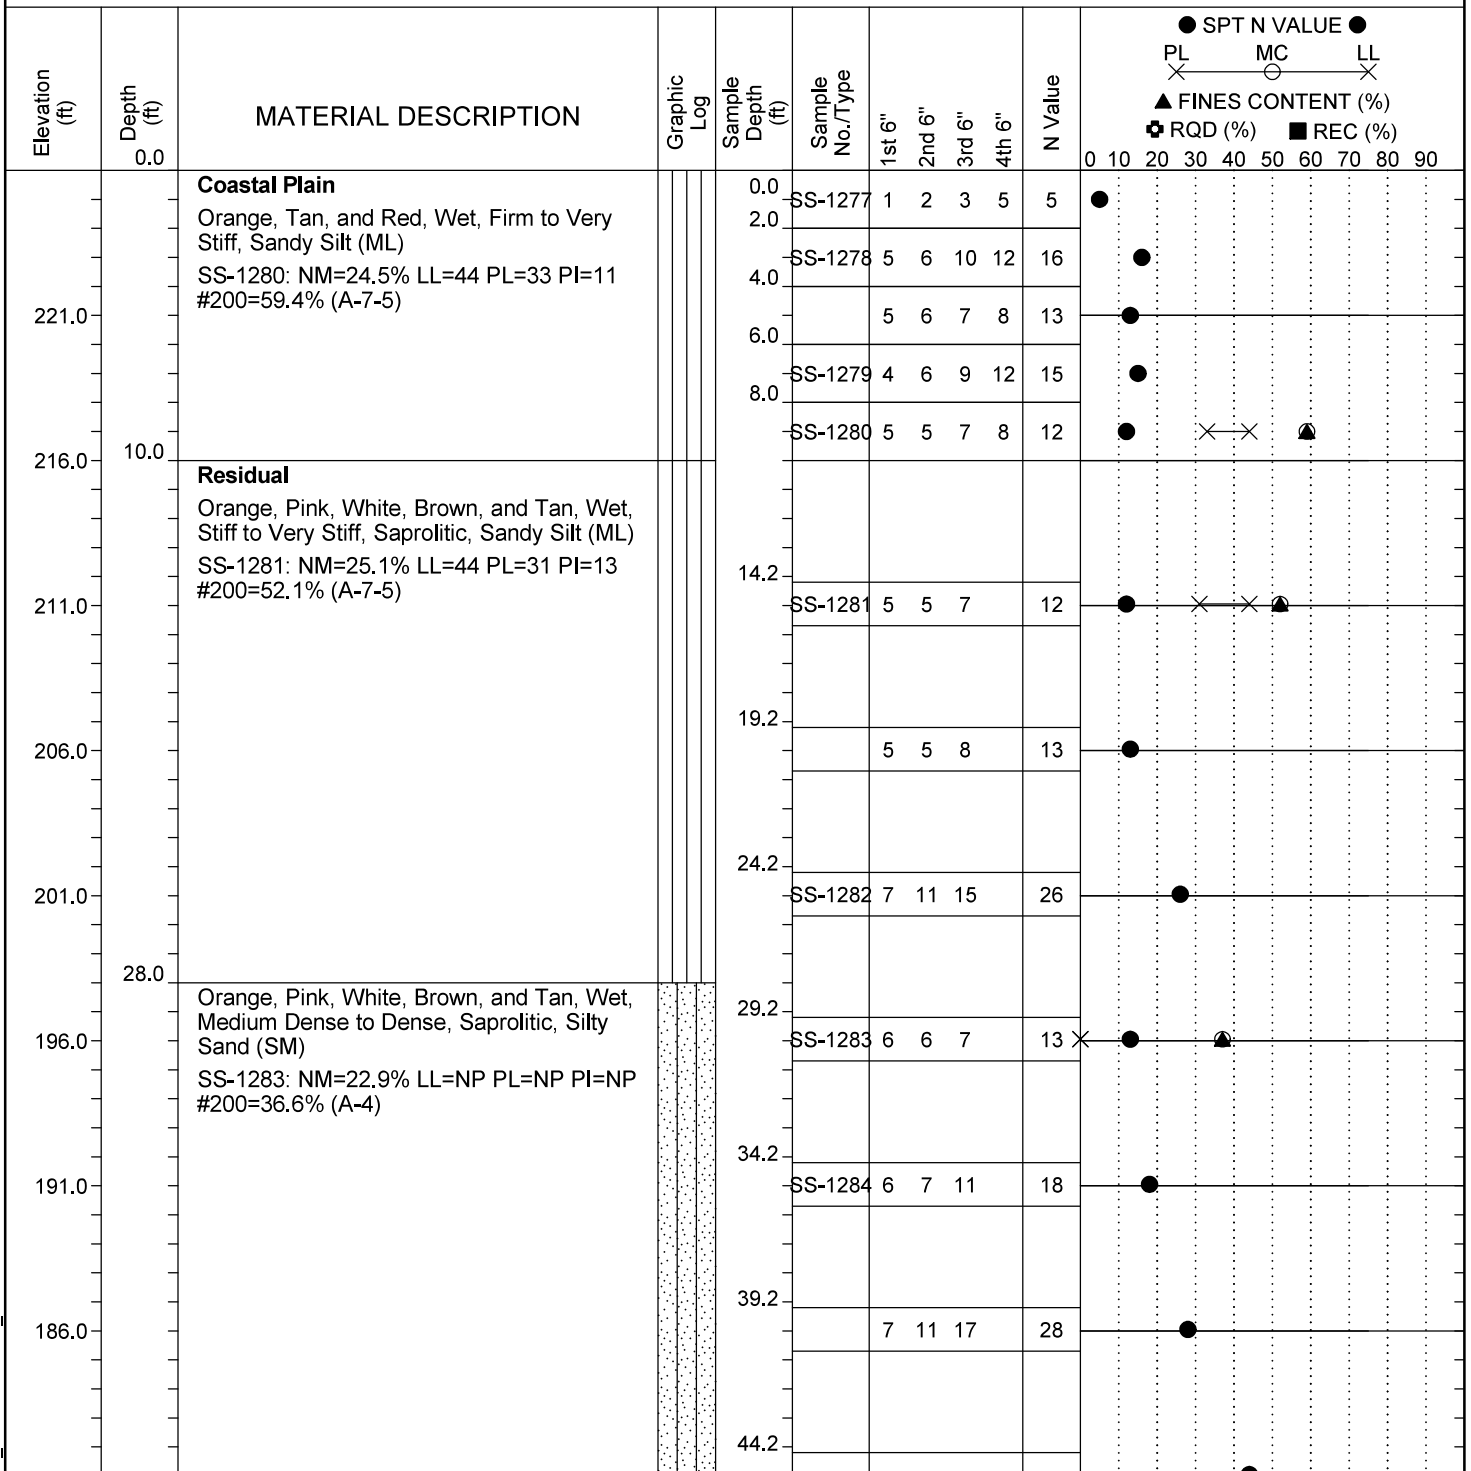 Elevation (ft)
Depth (ft)
MATERIAL DESCRIPTION
Graphic Log
Sample Depth (ft)
Sample No./Type
1st 6"
2nd 6"
3rd 6"
4th 6"
N Value
● SPT N VALUE ●
PL MC LL
▲ FINES CONTENT (%)
RQD (%) ■ REC (%)
0.0
0 10 20 30 40 50 60 70 80 90
Coastal Plain
Orange, Tan, and Red, Wet, Firm to Very
Stiff, Sandy Silt (ML)
SS-1280: NM=24.5% LL=44 PL=33 PI=11
#200=59.4% (A-7-5)
0.0
SS-1277 1 2 3 5 5
2.0
SS-1278 5 6 10 12 16
4.0
221.0 5 6 7 8 13
6.0
SS-1279 4 6 9 12 15
8.0
SS-1280 5 5 7 8 12
10.0
216.0
Residual
Orange, Pink, White, Brown, and Tan, Wet,
Stiff to Very Stiff, Saprolitic, Sandy Silt (ML)
SS-1281: NM=25.1% LL=44 PL=31 PI=13
#200=52.1% (A-7-5)
14.2
211.0 SS-1281 5 5 7 12
19.2
206.0 5 5 8 13
24.2
201.0 SS-1282 7 11 15 26
28.0
Orange, Pink, White, Brown, and Tan, Wet,
Medium Dense to Dense, Saprolitic, Silty
Sand (SM)
SS-1283: NM=22.9% LL=NP PL=NP PI=NP
#200=36.6% (A-4)
29.2
196.0 SS-1283 6 6 7 13
34.2
191.0 SS-1284 6 7 11 18
39.2
186.0 7 11 17 28
44.2